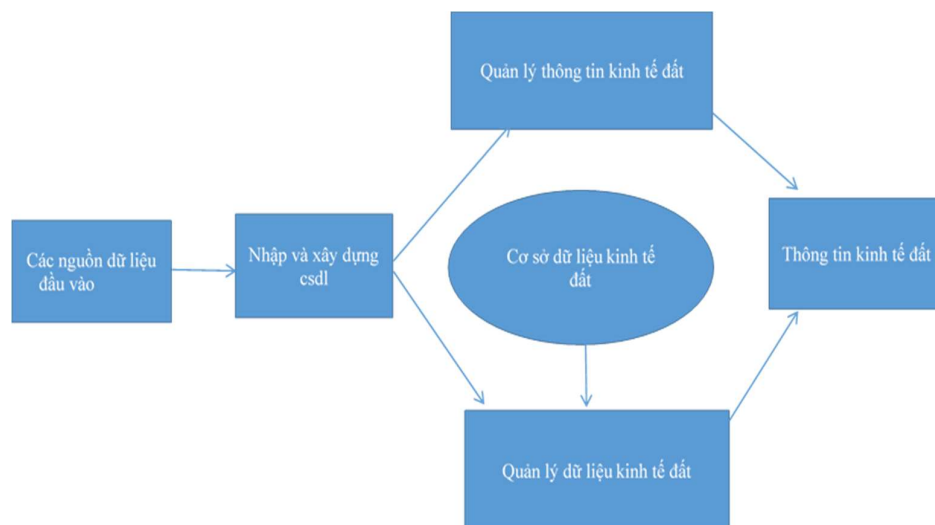 Quản lý thông tin kinh tế đất
Các nguồn dữ liệu
đầu vào
Nhập và xây dựng
csdl
Cơ sở dữ liệu kinh tế
đất
Thông tin kinh tế đất
Quản lý dữ liệu kinh tế đất